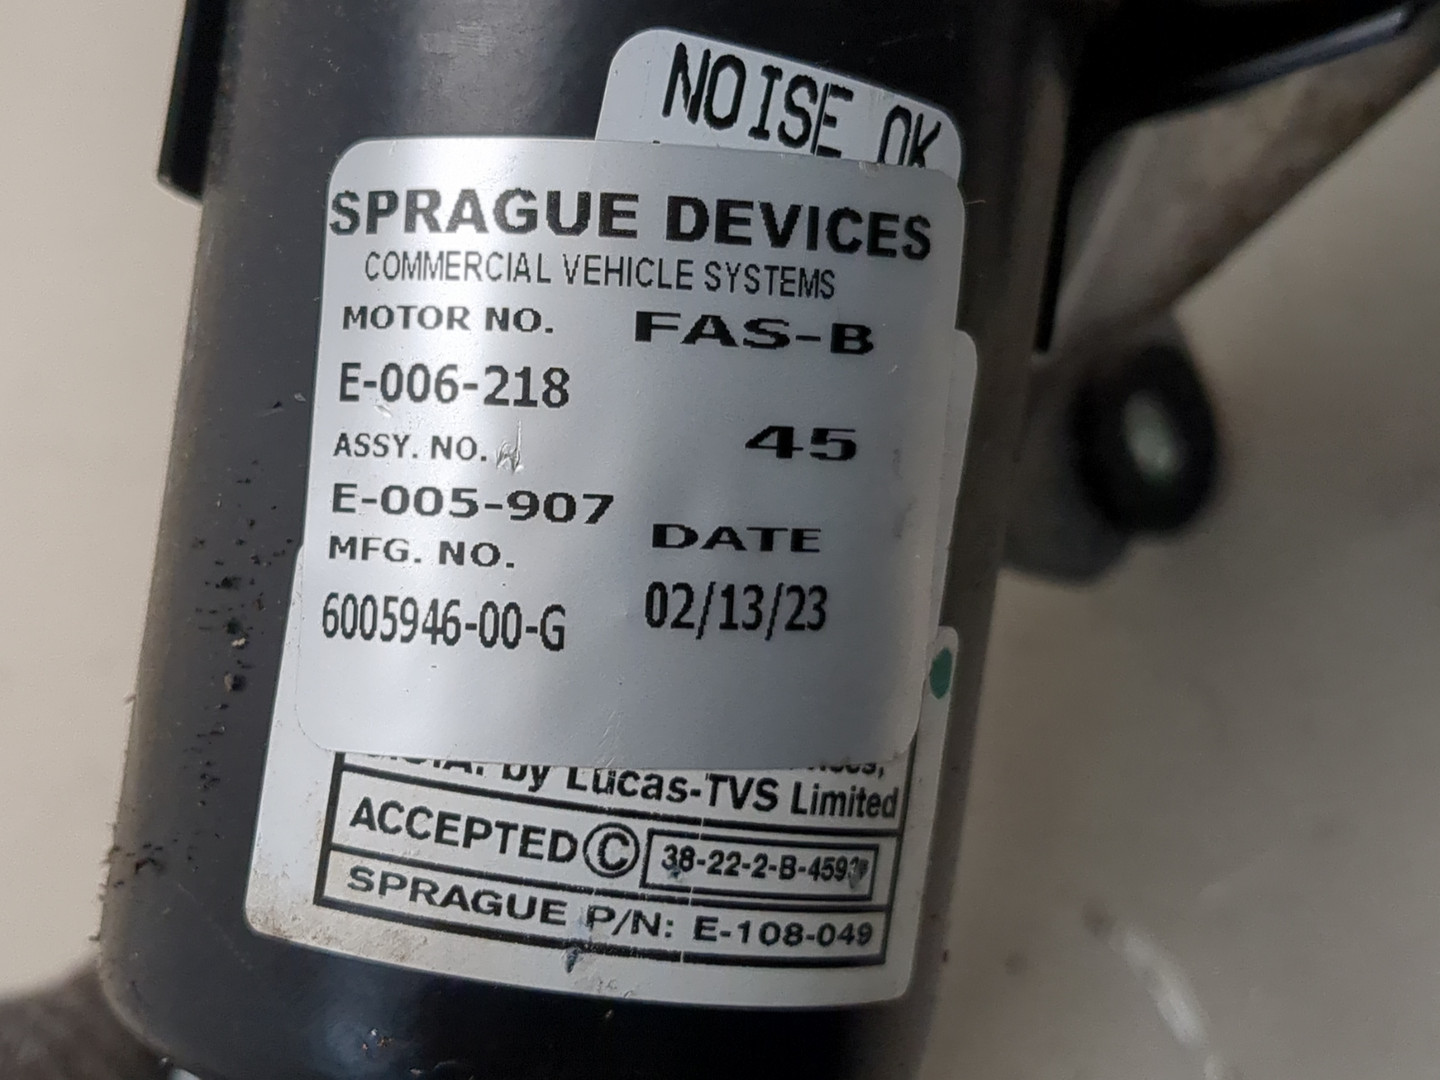 NOISE OK
SPRAGUE DEVICES
COMMERCIAL VEHICLE SYSTEMS
MOTOR NO. FAS-B
E-006-218
ASSY. NO. 45
E-005-907
MFG. NO. DATE
6005946-00-G 02/13/23
by Lucas-TVS Limited
ACCEPTED © 38-22-2-B-459
SPRAGUE P/N: E-108-049